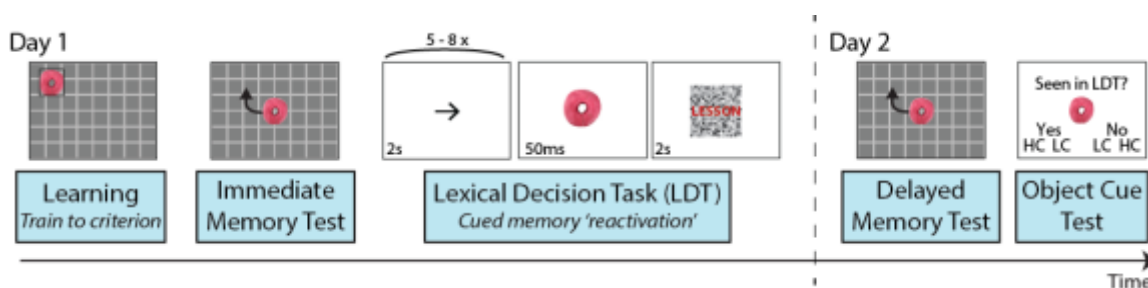 Day 1
5 - 8 x
2s
50ms
LESSON
2s
Learning
Train to criterion
Immediate
Memory Test
Lexical Decision Task (LDT)
Cued memory 'reactivation'
Day 2
Seen in LDT?
Yes No
HC LC LC HC
Delayed
Memory Test
Object Cue
Test
Time